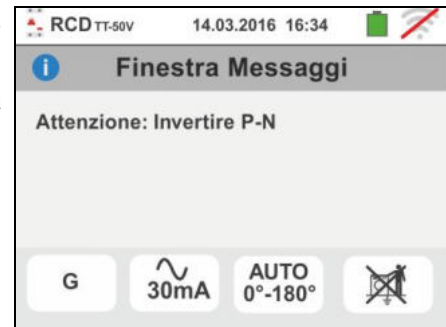 RCD TT-50V 14.03.2016 16:34
i Finestra Messaggi
Attenzione: Invertire P-N
G 30mA AUTO
0°-180°